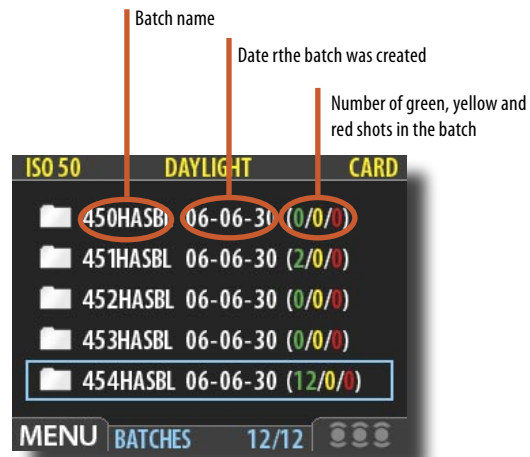 Batch name
Date rthe batch was created
Number of green, yellow and
red shots in the batch
ISO 50 DAYLIGHT CARD
450HASBL 06-06-30 (0/0/0)
451HASBL 06-06-30 (2/0/0)
452HASBL 06-06-30 (0/0/0)
453HASBL 06-06-30 (0/0/0)
454HASBL 06-06-30 (12/0/0)
MENU BATCHES 12/12